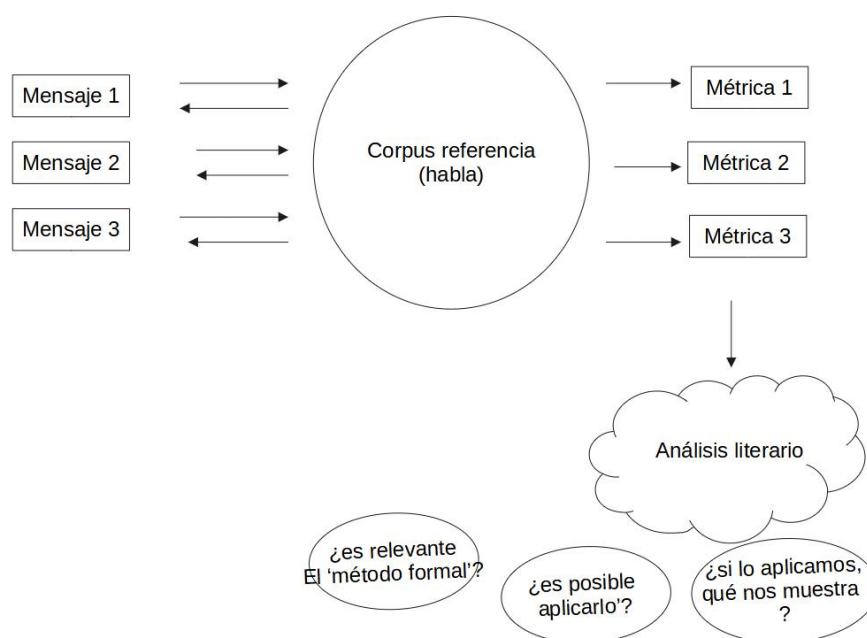 Mensaje 1
Mensaje 2
Mensaje 3
Corpus referencia
(habla)
Métrica 1
Métrica 2
Métrica 3
Análisis literario
¿es relevante
El ‘método formal’?
¿es posible
aplicarlo’?
¿si lo aplicamos,
qué nos muestra
?